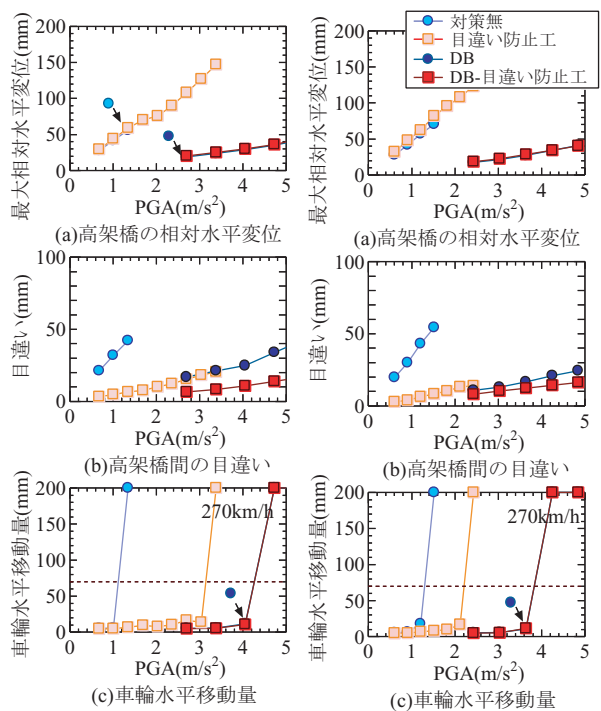 最大相対水平変位(mm)
200
150
100
50
0
0 1 2 3 4 5
PGA(m/s²)
(a)高架橋の相対水平変位
最大相対水平変位(mm)
200
150
100
50
0
0 1 2 3 4 5
PGA(m/s²)
(a)高架橋の相対水平変位
対策無
目違い防止工
DB
DB-目違い防止工
目違い(mm)
100
50
0
0 1 2 3 4 5
PGA(m/s²)
(b)高架橋間の目違い
目違い(mm)
100
50
0
0 1 2 3 4 5
PGA(m/s²)
(b)高架橋間の目違い
車輪水平移動量(mm)
200
150
100
50
0
270km/h
0 1 2 3 4 5
PGA(m/s²)
(c)車輪水平移動量
車輪水平移動量(mm)
200
150
100
50
0
270km/h
0 1 2 3 4 5
PGA(m/s²)
(c)車輪水平移動量